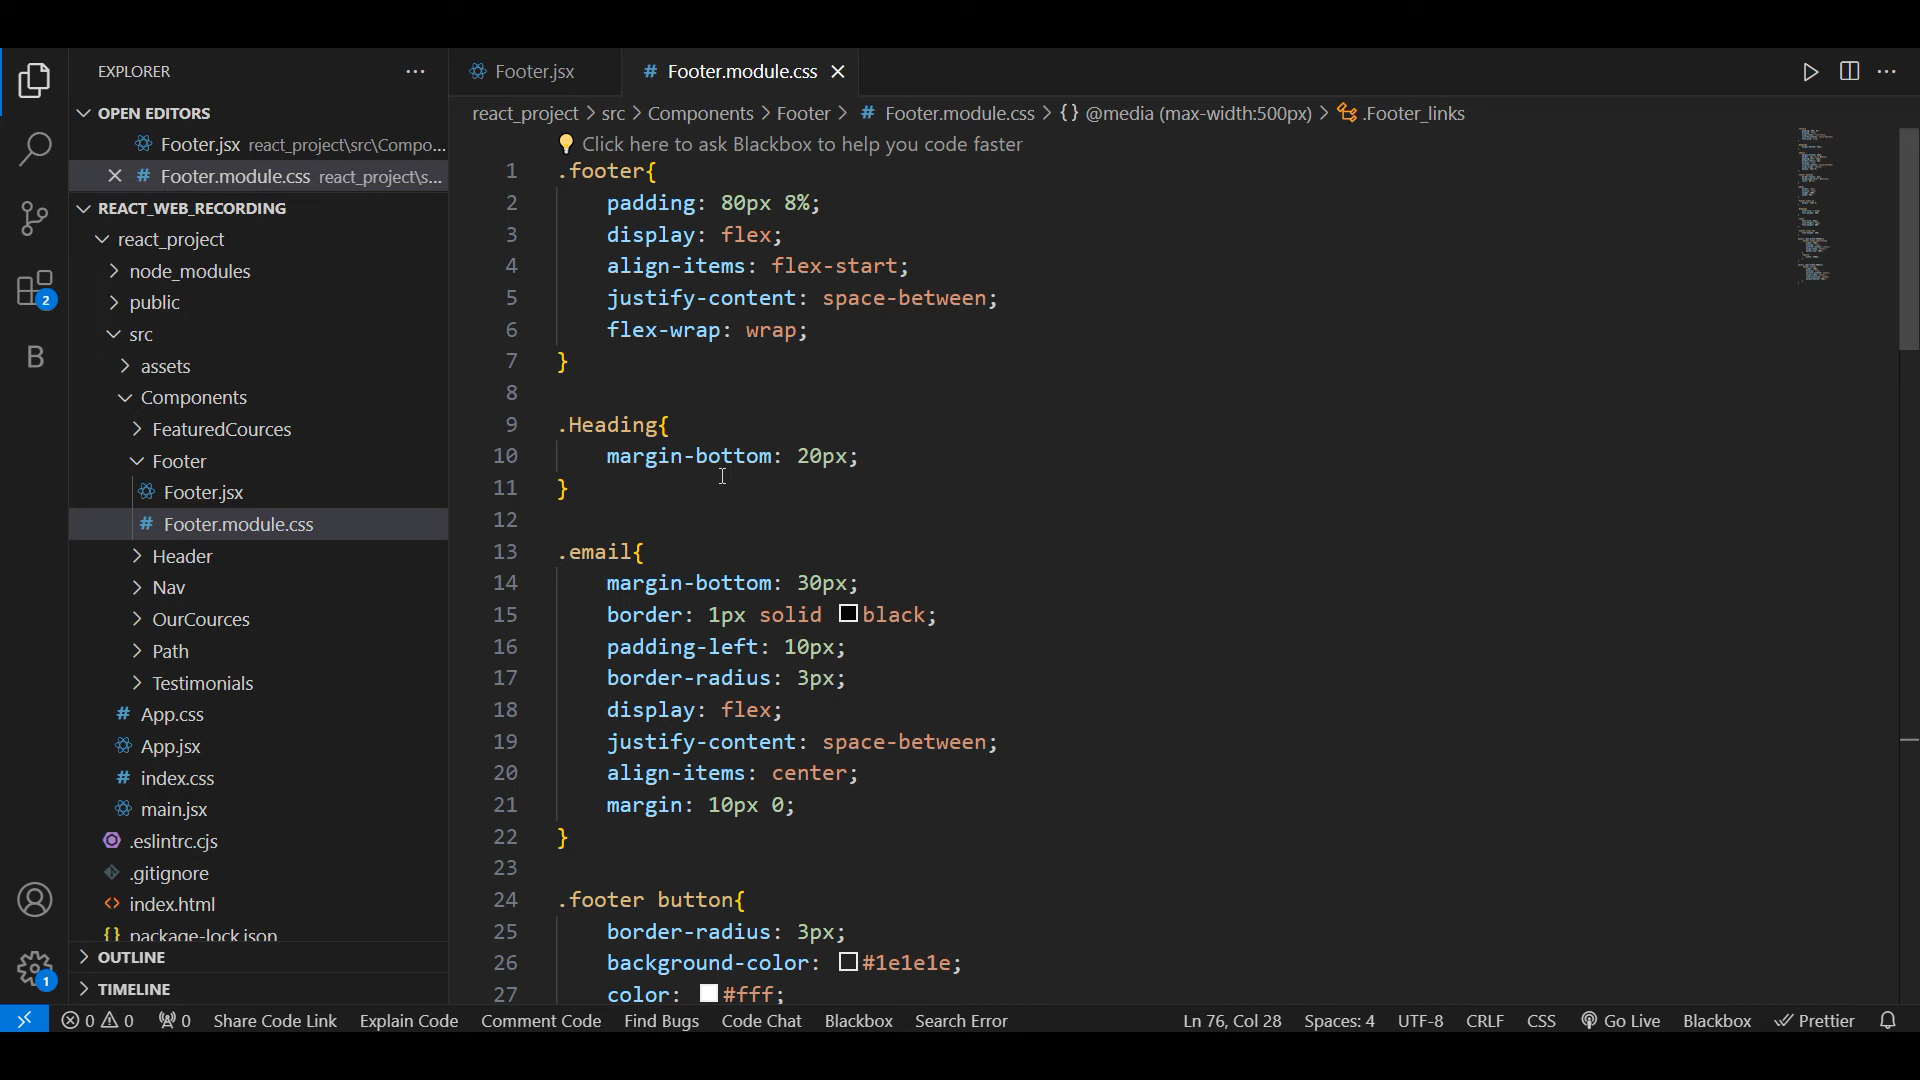 EXPLORER
OPEN EDITORS
Footer.jsx react_project\src\Compo...
Footer.module.css react_project\s...
REACT_WEB_RECORDING
react_project
node_modules
public
src
assets
Components
FeaturedCources
Footer
Footer.jsx
# Footer.module.css
Header
Nav
OurCources
Path
Testimonials
# App.css
App.jsx
# index.css
main.jsx
.eslintrc.cjs
.gitignore
index.html
{} package-lock.json
OUTLINE
TIMELINE
2
B
1
Footer.jsx
# Footer.module.css
react_project > src > Components > Footer > # Footer.module.css > {} @media (max-width:500px) > .Footer_links
Click here to ask Blackbox to help you code faster
1 .footer{
2 padding: 80px 8%;
3 display: flex;
4 align-items: flex-start;
5 justify-content: space-between;
6 flex-wrap: wrap;
7 }
8
9 .Heading{
10 margin-bottom: 20px;
11 }
12
13 .email{
14 margin-bottom: 30px;
15 border: 1px solid black;
16 padding-left: 10px;
17 border-radius: 3px;
18 display: flex;
19 justify-content: space-between;
20 align-items: center;
21 margin: 10px 0;
22 }
23
24 .footer button{
25 border-radius: 3px;
26 background-color: #1e1e1e;
27 color: #fff;
0 0 0 Share Code Link Explain Code Comment Code Find Bugs Code Chat Blackbox Search Error Ln 76, Col 28 Spaces: 4 UTF-8 CRLF CSS Go Live Blackbox Prettier